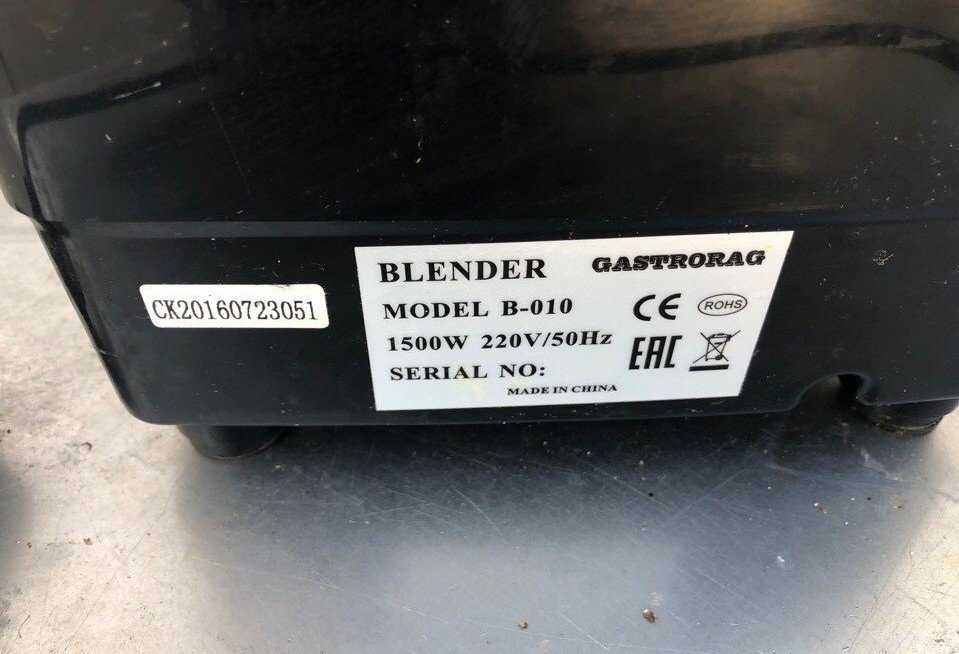 CK20160723051
BLENDER GASTRORAG
MODEL B-010 CE ROHS
1500W 220V/50Hz EAC
SERIAL NO:
MADE IN CHINA